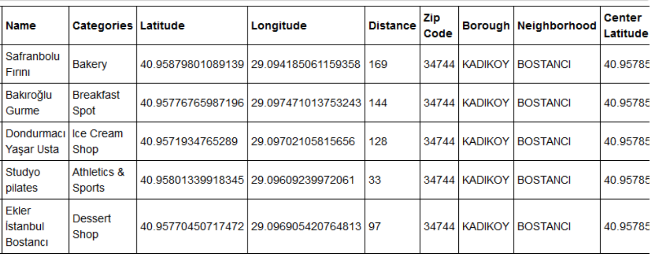 Name Categories Latitude Longitude Distance Zip Code Borough Neighborhood Center Latitude
Safranbolu Fırını Bakery 40.95879801089139 29.094185061159358 169 34744 KADIKOY BOSTANCI 40.95785
Bakıroğlu Gurme Breakfast Spot 40.95776765987196 29.097471013753243 144 34744 KADIKOY BOSTANCI 40.95785
Dondurmacı Yaşar Usta Ice Cream Shop 40.9571934765289 29.09702105815656 128 34744 KADIKOY BOSTANCI 40.95785
Studyo pilates Athletics & Sports 40.95801339918345 29.09609239972061 33 34744 KADIKOY BOSTANCI 40.95785
Ekler İstanbul Bostancı Dessert Shop 40.95770450717472 29.096905420764813 97 34744 KADIKOY BOSTANCI 40.95785